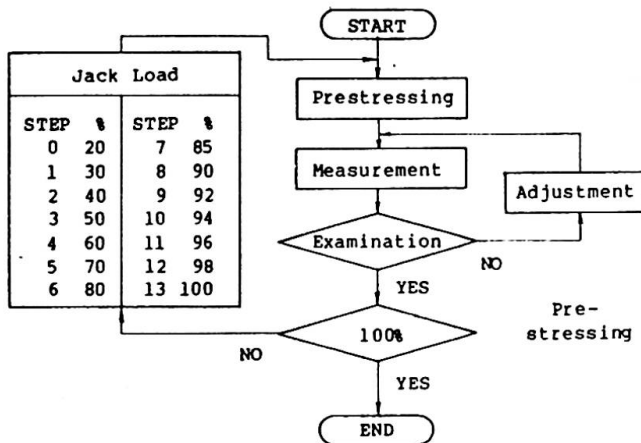 START
Jack Load
Prestressing
STEP % STEP %
0 20 7 85
1 30 8 90
2 40 9 92
3 50 10 94
4 60 11 96
5 70 12 98
6 80 13 100
Measurement
Adjustment
Examination
NO
YES
100%
NO
YES
Pre-
stressing
END